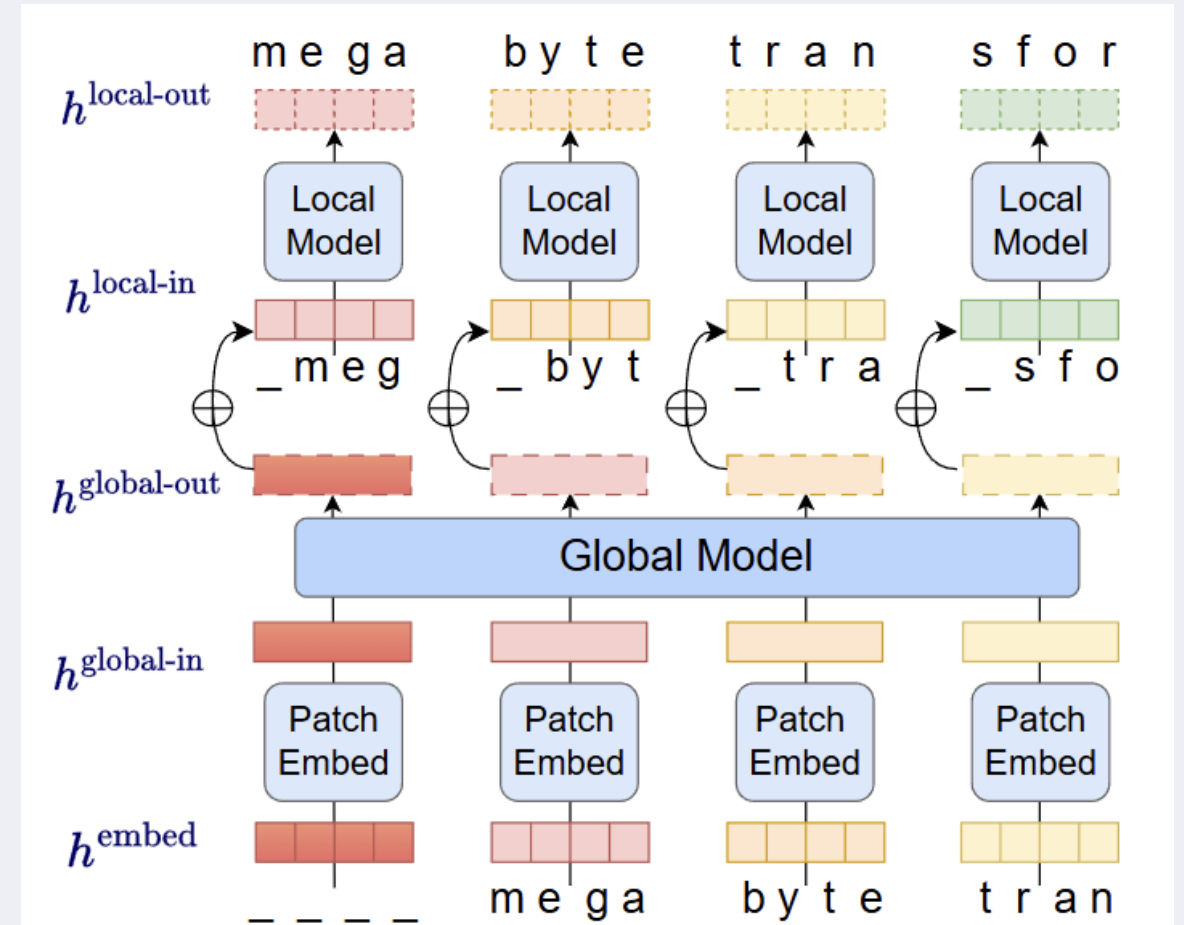 m e g a b y t e t r a n s f o r
h^local-out
Local Model Local Model Local Model Local Model
h^local-in
_ m e g _ b y t _ t r a _ s f o
h^global-out
Global Model
h^global-in
Patch Embed Patch Embed Patch Embed Patch Embed
h^embed
_ _ _ _ m e g a b y t e t r a n